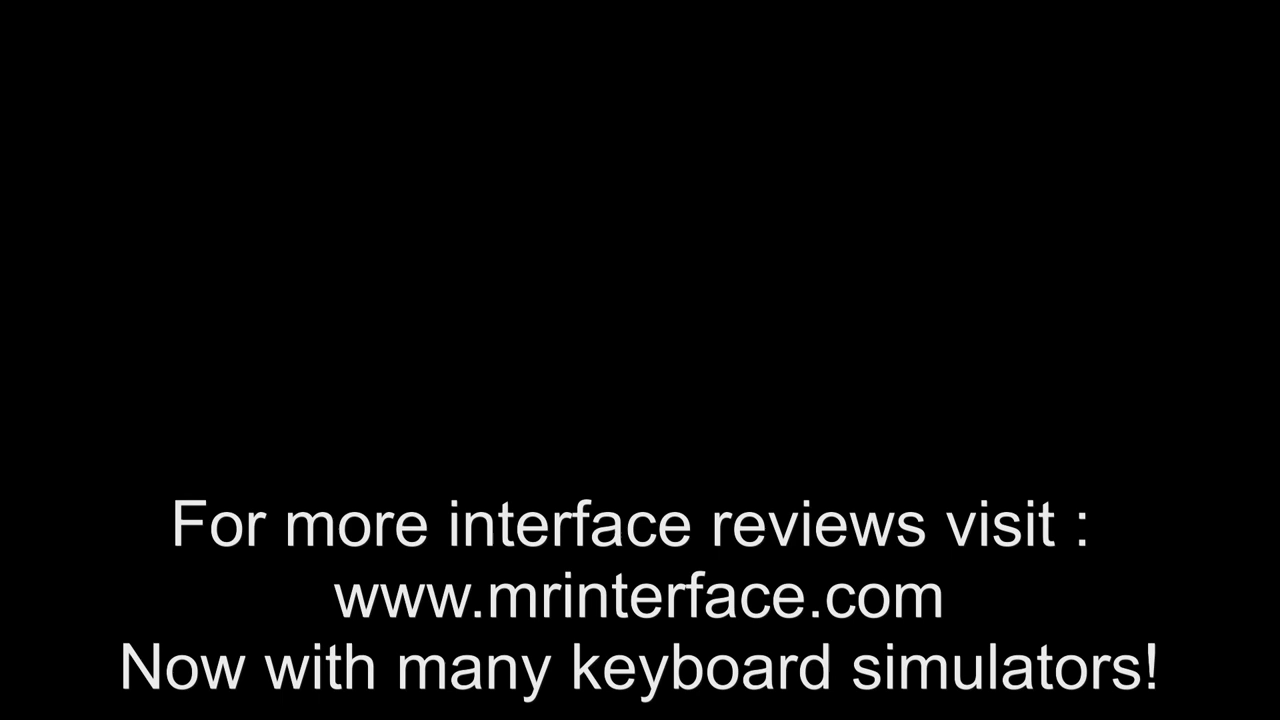 For more interface reviews visit :
www.mrinterface.com
Now with many keyboard simulators!